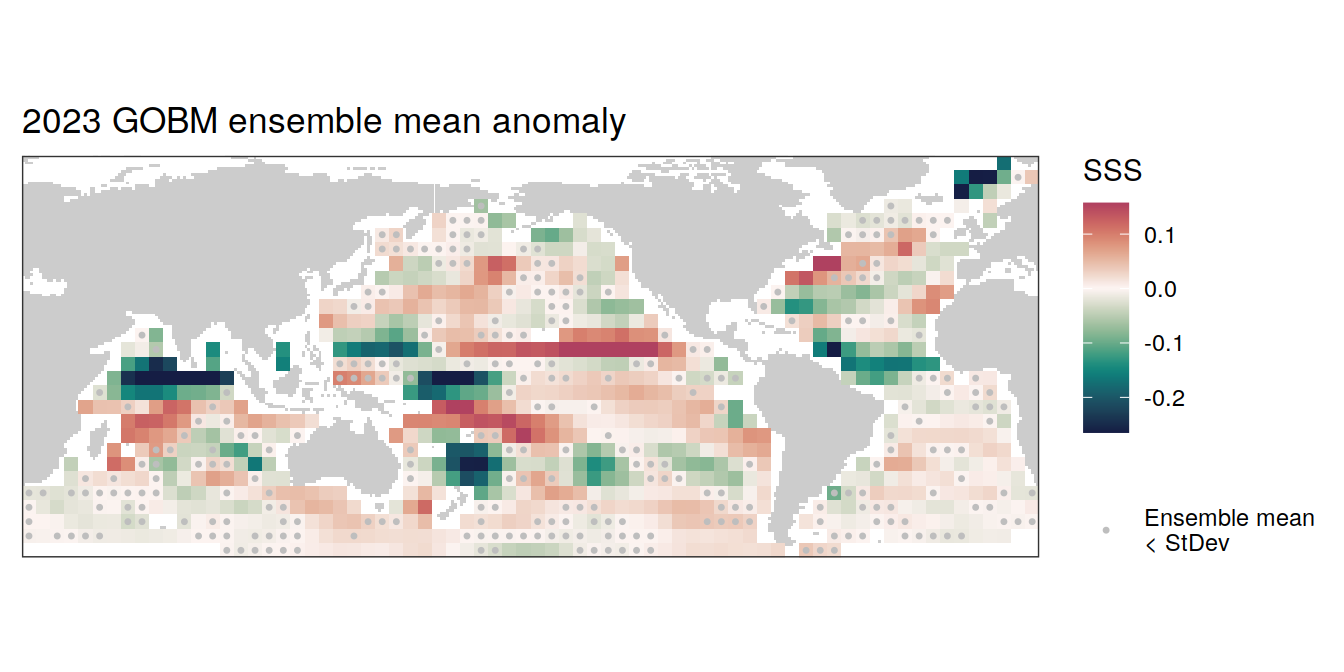 2023 GOBM ensemble mean anomaly
SSS
0.1
0.0
-0.1
-0.2
Ensemble mean
< StDev